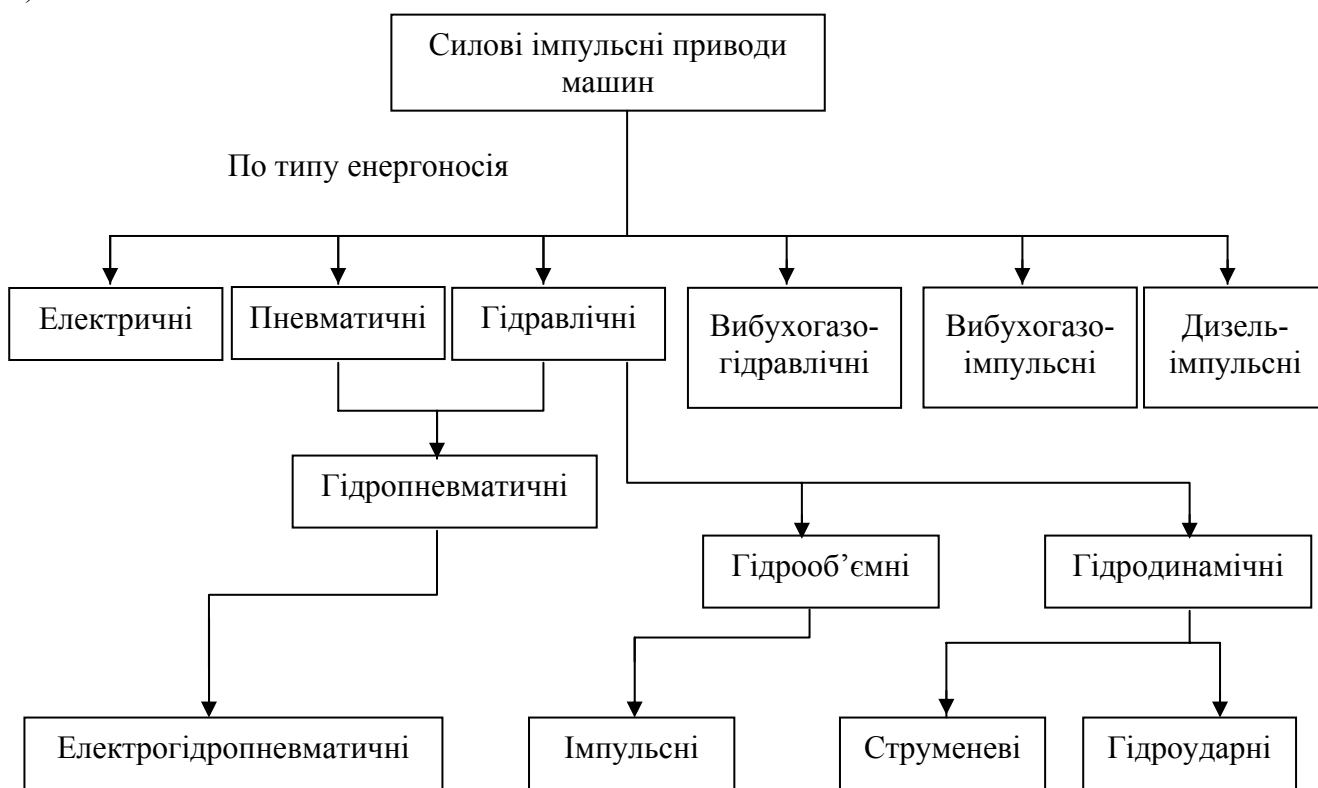 Силові імпульсні приводи
машин
По типу енергоносія
Електричні
Пневматичні
Гідравлічні
Вибухогазо-
гідравлічні
Вибухогазо-
імпульсні
Дизель-
імпульсні
Гідропневматичні
Гідрооб’ємні
Гідродинамічні
Електрогідропневматичні
Імпульсні
Струменеві
Гідроударні